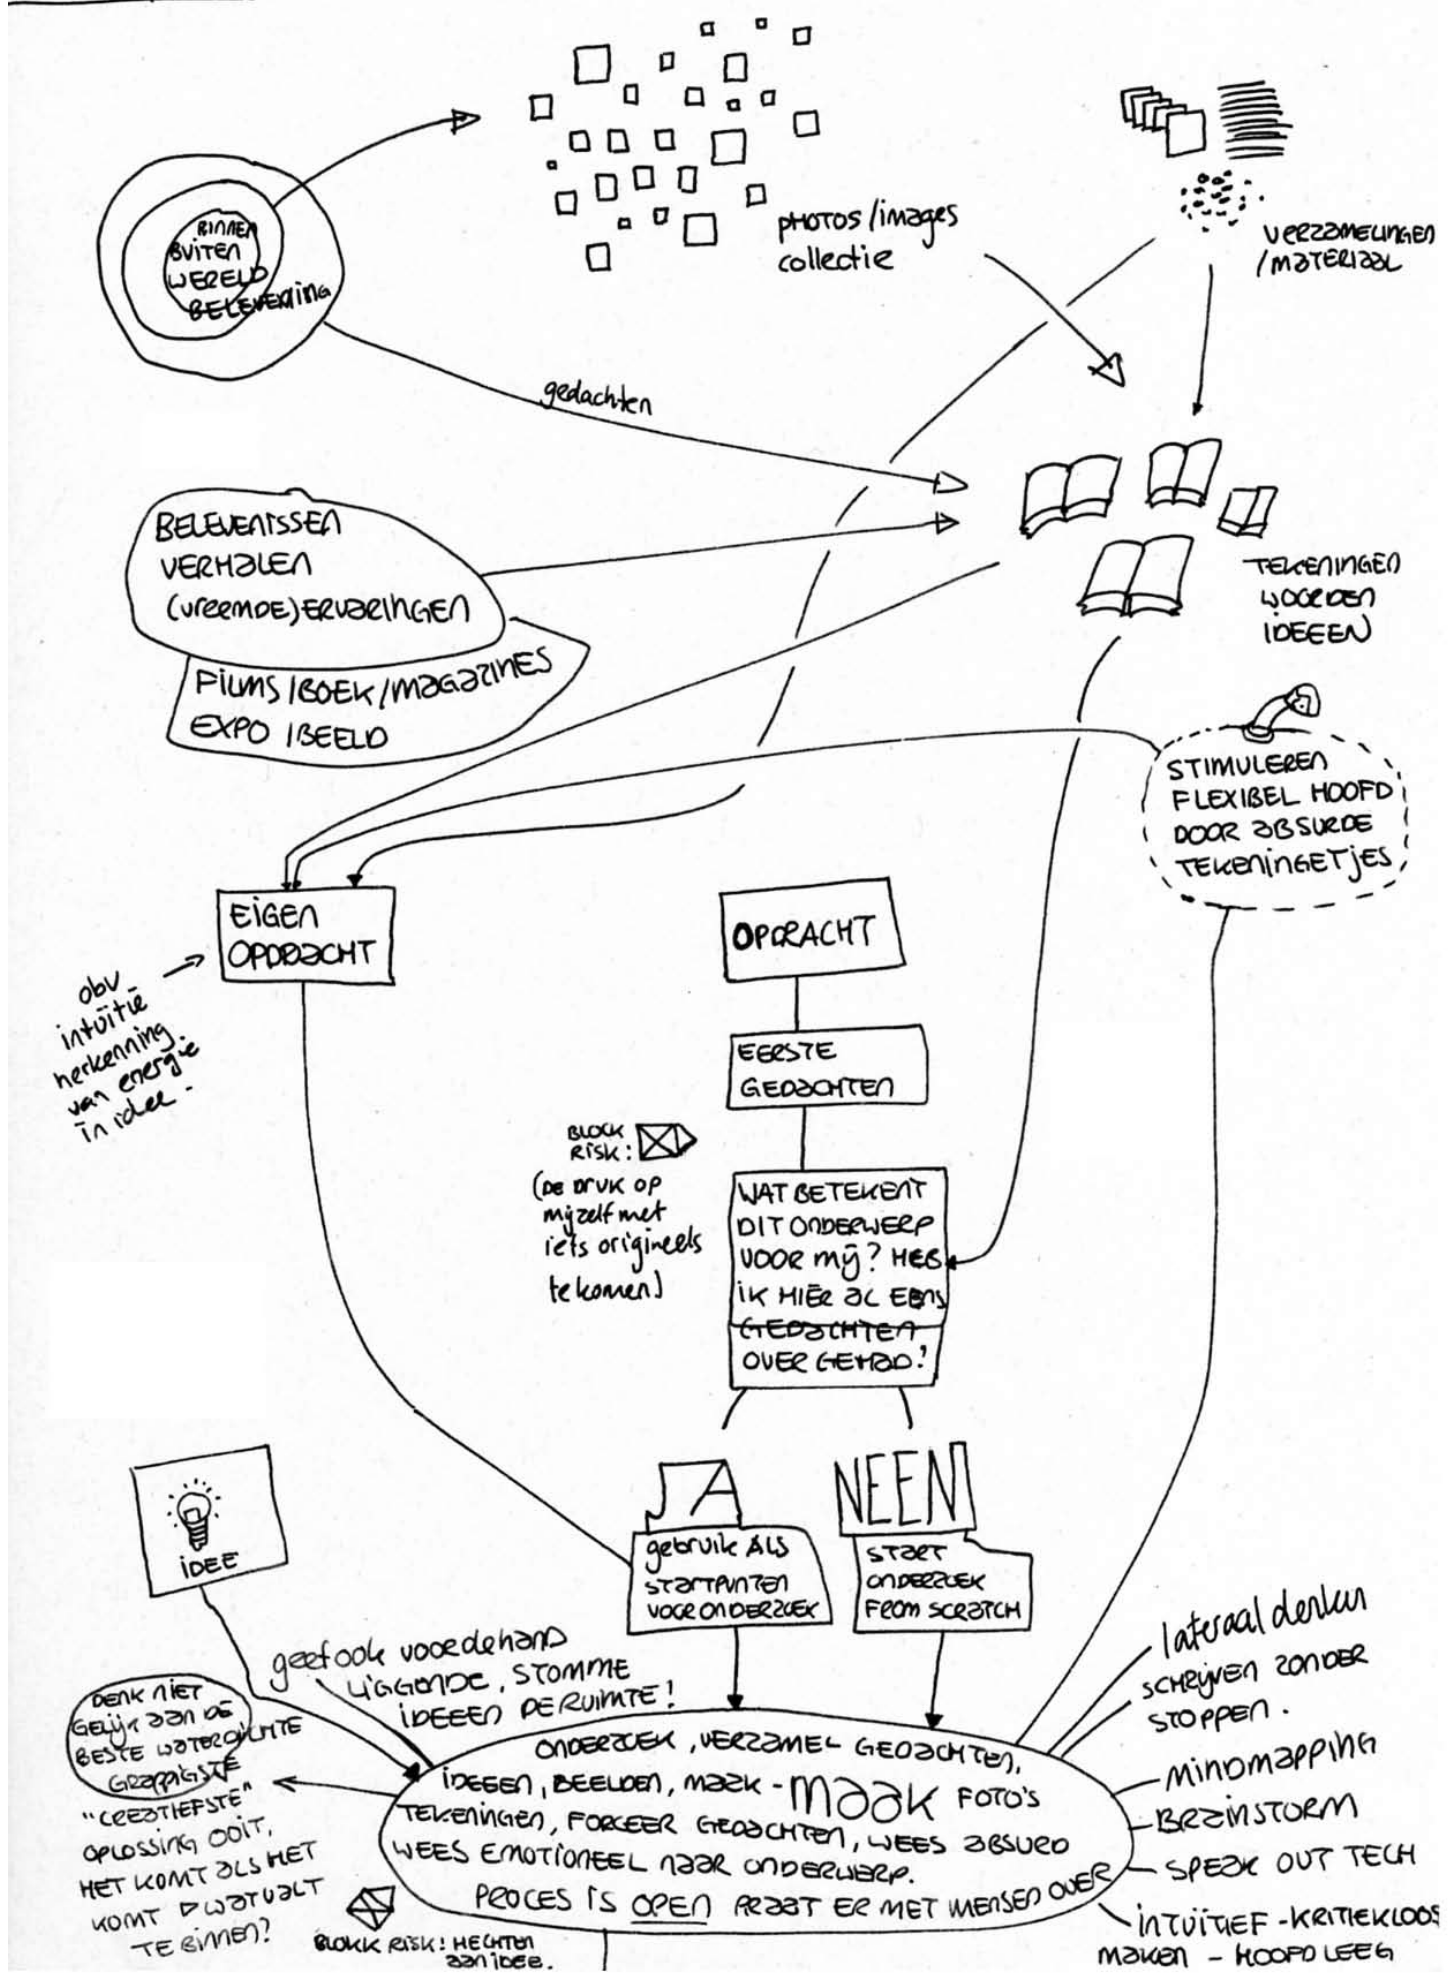 BINNEN
BUITEN
WERELD
BELEVENING
PHOTOS/images
collectie
VERZAMELINGEN
/MATERIAAL
gedachten
BELEVENISSEN
VERHALEN
(VREEMDE) ERVARINGEN
FILMS/BOEK/MAGAZINES
EXPO/BEELD
TEKENINGEN
WOORDEN
IDEEEN
STIMULEREN
FLEXIBEL HOOFD
DOOR ABSURDE
TEKENINGETJES
EIGEN
OPDRACHT
obv
intuïtie
herkenning
van energie
in idee -
OPDRACHT
EERSTE
GEDACHTEN
BLOCK
RISK:
(DE DRUK OP
mijzelf met
iets origineels
te komen)
WAT BETEKENT
DIT ONDERWERP
VOOR mij? HEB
IK HIER AL EENS
GEDACHTEN
OVER GEHAD?
JA
NEEN
gebruik ALS
STARTPUNTEN
VOOR ONDERZOEK
START
ONDERZOEK
FROM SCRATCH
IDEE
geef ook voor de hand
LIGGENDE, STOMME
IDEEEN DE RUIMTE!
DENK NIET
GELIJK AAN DE
BESTE WATERDICHTE
GRAPPIGSTE
"CREATIEFSTE"
OPLOSSING OOIT,
HET KOMT ALS HET
KOMT WAT VALT
TE BINNEN?
ONDERZOEK, VERZAMEL GEDACHTEN,
IDEEEN, BEELDEN, MAAK - MAAK FOTO'S
TEKENINGEN, FORCEER GEDACHTEN, WEES ABSURD
WEES EMOTIONEEL NAAR ONDERWERP.
PROCES IS OPEN PRAAT ER MET MENSEN OVER
BLOKK RISK: HECHTEN
AAN IDEE.
lateraal denken
SCHRIJVEN ZONDER
STOPPEN.
MINDMAPPING
BRAINSTORM
SPEAK OUT TECH
INTUÏTIEF - KRITIEKLOOS
MAKEN - HOOFD LEEG